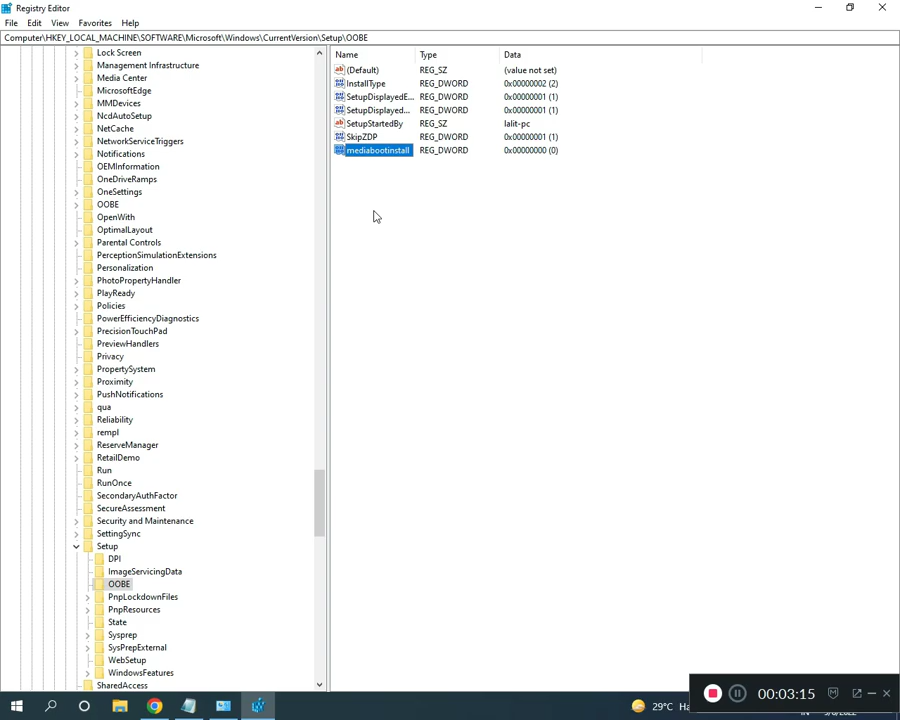 Registry Editor
File Edit View Favorites Help
Computer\HKEY_LOCAL_MACHINE\SOFTWARE\Microsoft\Windows\CurrentVersion\Setup\OOBE
Lock Screen
Management Infrastructure
Media Center
MicrosoftEdge
MMDevices
NcdAutoSetup
NetCache
NetworkServiceTriggers
Notifications
OEMInformation
OneDriveRamps
OneSettings
OOBE
OpenWith
OptimalLayout
Parental Controls
PerceptionSimulationExtensions
Personalization
PhotoPropertyHandler
PlayReady
Policies
PowerEfficiencyDiagnostics
PrecisionTouchPad
PreviewHandlers
Privacy
PropertySystem
Proximity
PushNotifications
qua
Reliability
rempl
ReserveManager
RetailDemo
Run
RunOnce
SecondaryAuthFactor
SecureAssessment
Security and Maintenance
SettingSync
Setup
DPI
ImageServicingData
OOBE
PnpLockdownFiles
PnpResources
State
Sysprep
SysPrepExternal
WebSetup
WindowsFeatures
SharedAccess
Name Type Data
(Default) REG_SZ (value not set)
InstallType REG_DWORD 0x00000002 (2)
SetupDisplayedE... REG_DWORD 0x00000001 (1)
SetupDisplayed... REG_DWORD 0x00000001 (1)
SetupStartedBy REG_SZ lalit-pc
SkipZDP REG_DWORD 0x00000001 (1)
mediabootinstall REG_DWORD 0x00000000 (0)
00:03:15
29°C